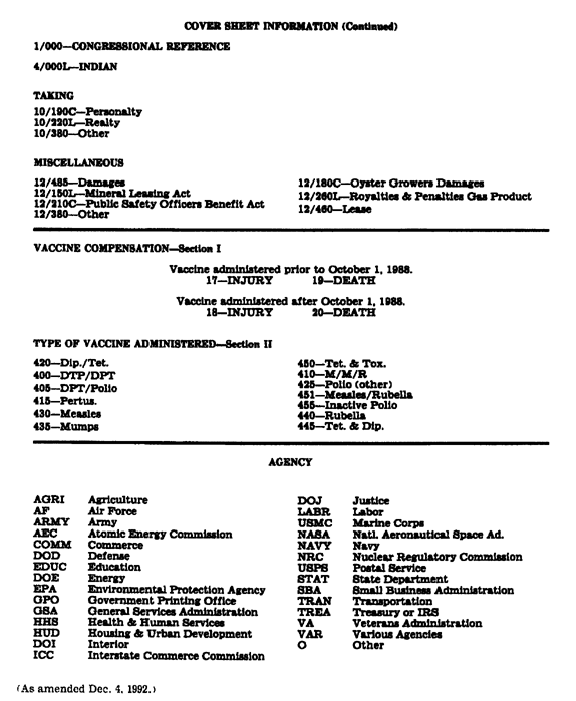 COVER SHEET INFORMATION (Continued)
1/000—CONGRESSIONAL REFERENCE
4/000L—INDIAN
TAKING
10/190C—Personalty
10/220L—Realty
10/380—Other
MISCELLANEOUS
12/485—Damages
12/150L—Mineral Leasing Act
12/210C—Public Safety Officers Benefit Act
12/380—Other
12/180C—Oyster Growers Damages
12/260L—Royalties & Penalties Gas Product
12/460—Lease
VACCINE COMPENSATION—Section I
Vaccine administered prior to October 1, 1988.
17—INJURY 19—DEATH
Vaccine administered after October 1, 1988.
18—INJURY 20—DEATH
TYPE OF VACCINE ADMINISTERED—Section II
420—Dip./Tet.
400—DTP/DPT
405—DPT/Polio
415—Pertus.
430—Measles
435—Mumps
450—Tet. & Tox.
410—M/M/R
425—Polio (other)
451—Measles/Rubella
455—Inactive Polio
440—Rubella
445—Tet. & Dip.
AGENCY
AGRI Agriculture
AF Air Force
ARMY Army
AEC Atomic Energy Commission
COMM Commerce
DOD Defense
EDUC Education
DOE Energy
EPA Environmental Protection Agency
GPO Government Printing Office
GSA General Services Administration
HHS Health & Human Services
HUD Housing & Urban Development
DOI Interior
ICC Interstate Commerce Commission
DOJ Justice
LABR Labor
USMC Marine Corps
NASA Natl. Aeronautical Space Ad.
NAVY Navy
NRC Nuclear Regulatory Commission
USPS Postal Service
STAT State Department
SBA Small Business Administration
TRAN Transportation
TREA Treasury or IRS
VA Veterans Administration
VAR Various Agencies
O Other
(As amended Dec. 4, 1992.)